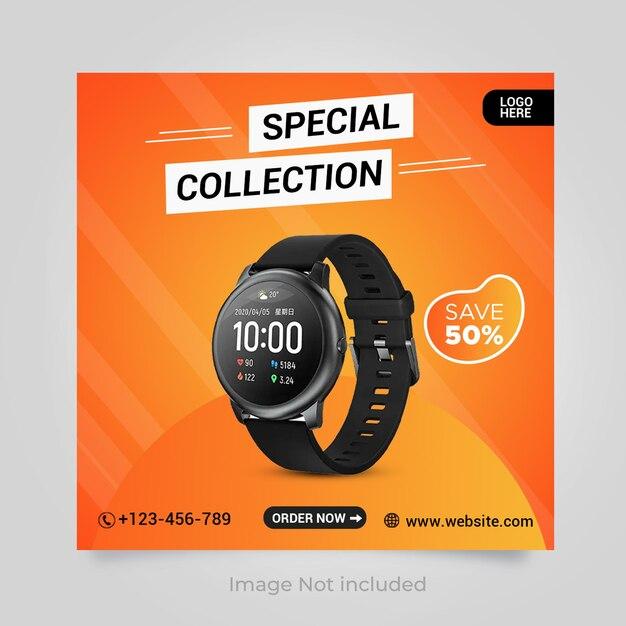 LOGO
HERE
SPECIAL
COLLECTION
20°
2020/04/05 星期日
10:00
90 5184
122 3.24
SAVE
50%
+123-456-789
ORDER NOW
www.website.com
Image Not included